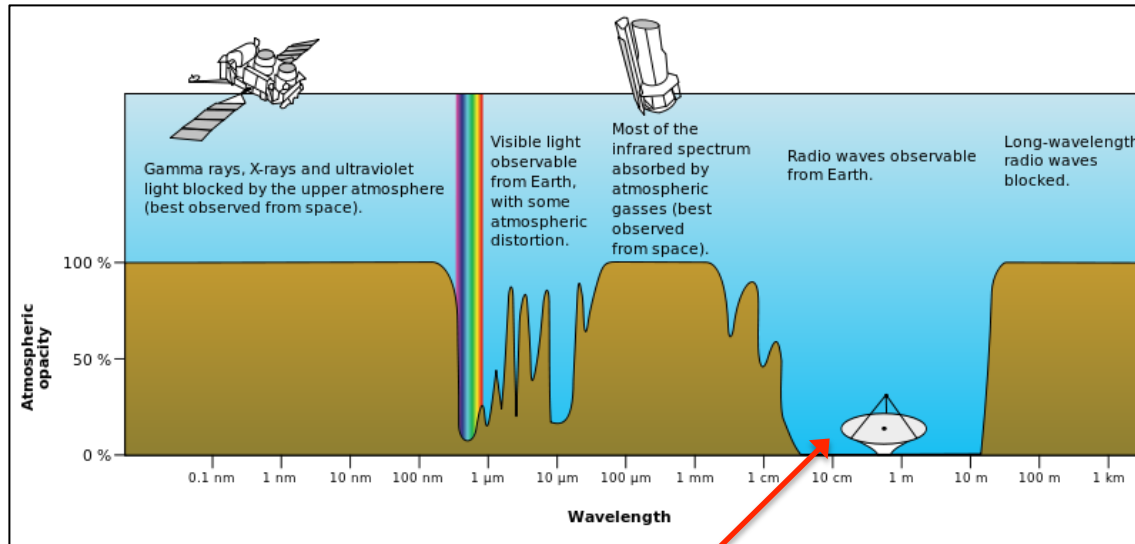 Gamma rays, X-rays and ultraviolet
light blocked by the upper atmosphere
(best observed from space).
Visible light
observable
from Earth,
with some
atmospheric
distortion.
Most of the
infrared spectrum
absorbed by
atmospheric
gasses (best
observed
from space).
Radio waves observable
from Earth.
Long-wavelength
radio waves
blocked.
Atmospheric
opacity
100 %
50 %
0 %
0.1 nm 1 nm 10 nm 100 nm 1 µm 10 µm 100 µm 1 mm 1 cm 10 cm 1 m 10 m 100 m 1 km
Wavelength